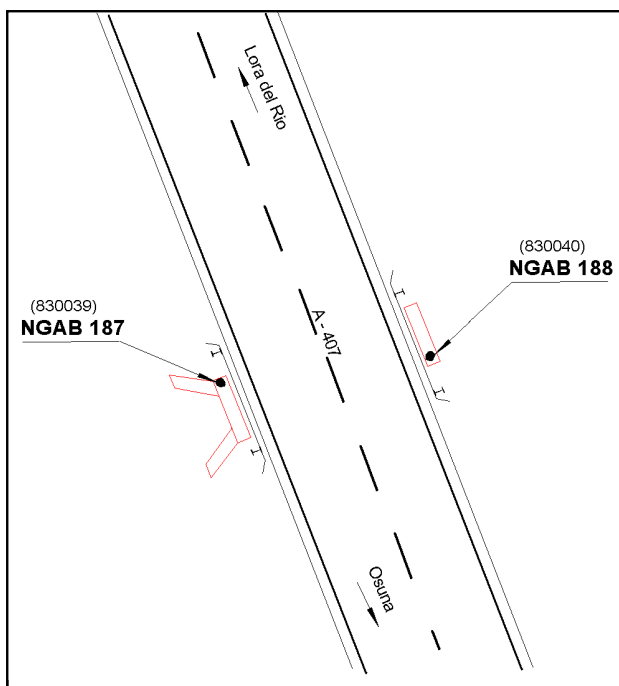 Lora del Rio
(830040)
NGAB 188
(830039)
NGAB 187
A - 407
Osuna